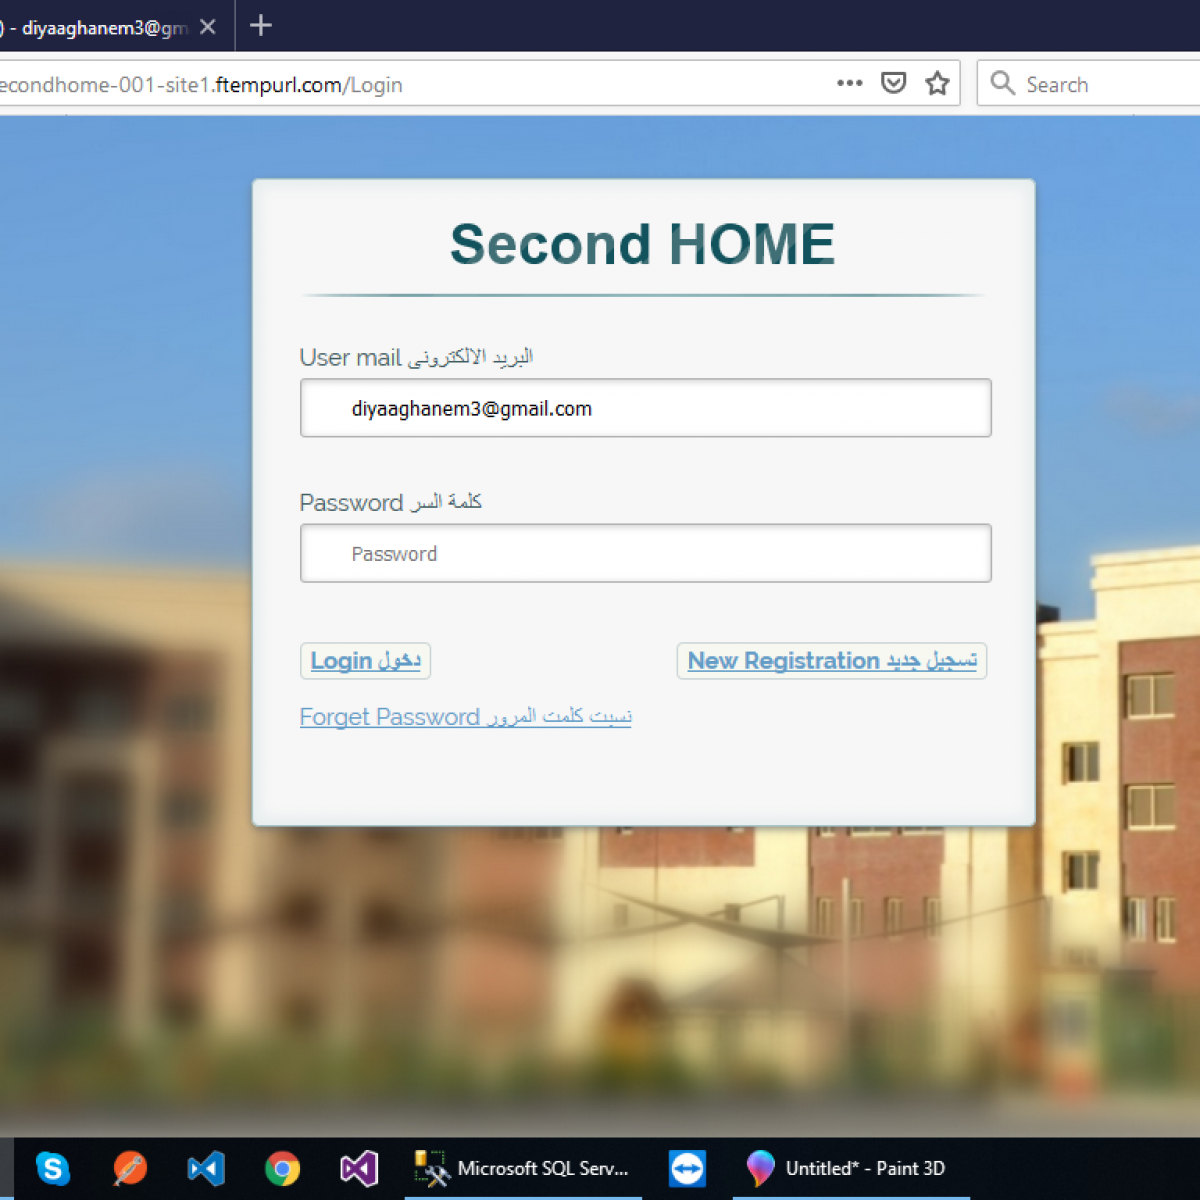 ) - diyaaghanem3@gm
econdhome-001-site1.ftempurl.com/Login
Search
Second HOME
User mail البريد الالكترونى
diyaaghanem3@gmail.com
Password كلمة السر
Password
Login دخول
New Registration تسجيل جديد
Forget Password نسيت كلمت المرور
Microsoft SQL Serv...
Untitled* - Paint 3D